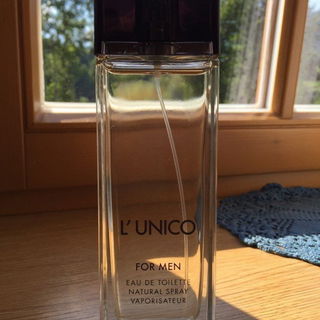 L' UNICO
FOR MEN
EAU DE TOILETTE
NATURAL SPRAY
VAPORISATEUR